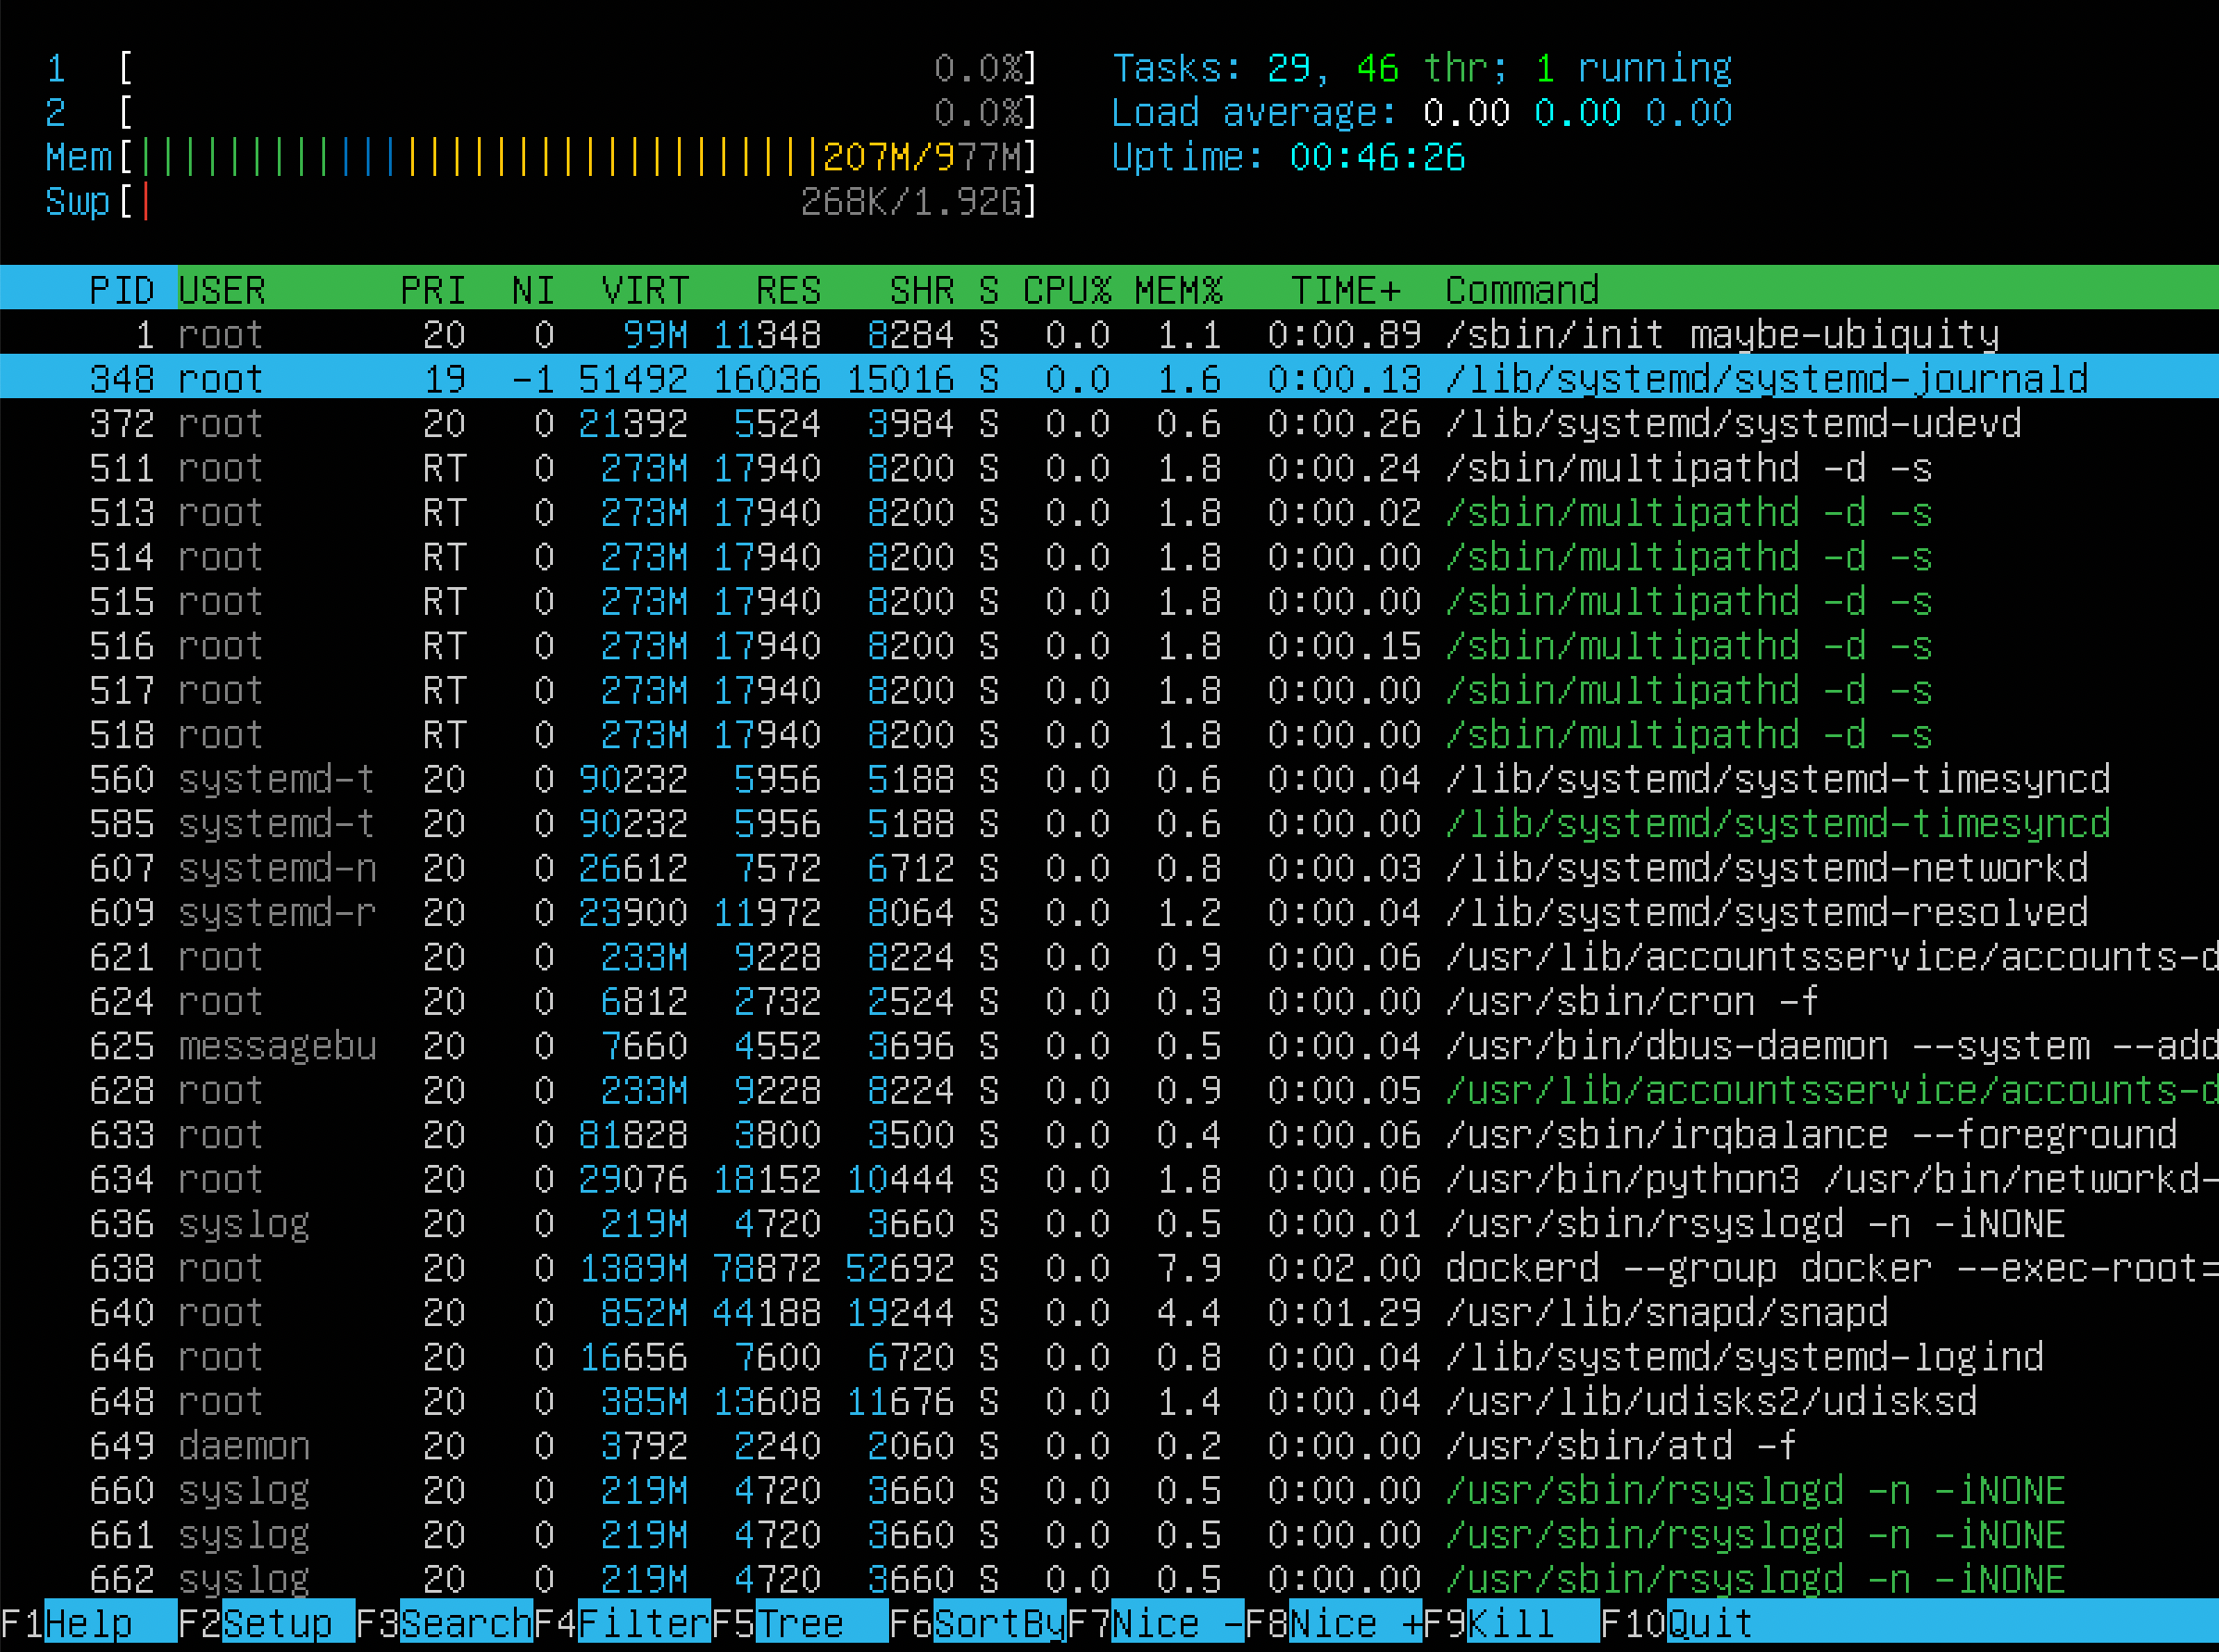 1 [ 0.0%] Tasks: 29, 46 thr; 1 running
2 [ 0.0%] Load average: 0.00 0.00 0.00
Mem[|||||||||||||||||||||||||||||||207M/977M] Uptime: 00:46:26
Swp[| 268K/1.92G]
PID USER PRI NI VIRT RES SHR S CPU% MEM% TIME+ Command
1 root 20 0 99M 11348 8284 S 0.0 1.1 0:00.89 /sbin/init maybe-ubiquity
348 root 19 -1 51492 16036 15016 S 0.0 1.6 0:00.13 /lib/systemd/systemd-journald
372 root 20 0 21392 5524 3984 S 0.0 0.6 0:00.26 /lib/systemd/systemd-udevd
511 root RT 0 273M 17940 8200 S 0.0 1.8 0:00.24 /sbin/multipathd -d -s
513 root RT 0 273M 17940 8200 S 0.0 1.8 0:00.02 /sbin/multipathd -d -s
514 root RT 0 273M 17940 8200 S 0.0 1.8 0:00.00 /sbin/multipathd -d -s
515 root RT 0 273M 17940 8200 S 0.0 1.8 0:00.00 /sbin/multipathd -d -s
516 root RT 0 273M 17940 8200 S 0.0 1.8 0:00.15 /sbin/multipathd -d -s
517 root RT 0 273M 17940 8200 S 0.0 1.8 0:00.00 /sbin/multipathd -d -s
518 root RT 0 273M 17940 8200 S 0.0 1.8 0:00.00 /sbin/multipathd -d -s
560 systemd-t 20 0 90232 5956 5188 S 0.0 0.6 0:00.04 /lib/systemd/systemd-timesyncd
585 systemd-t 20 0 90232 5956 5188 S 0.0 0.6 0:00.00 /lib/systemd/systemd-timesyncd
607 systemd-n 20 0 26612 7572 6712 S 0.0 0.8 0:00.03 /lib/systemd/systemd-networkd
609 systemd-r 20 0 23900 11972 8064 S 0.0 1.2 0:00.04 /lib/systemd/systemd-resolved
621 root 20 0 233M 9228 8224 S 0.0 0.9 0:00.06 /usr/lib/accountsservice/accounts-d
624 root 20 0 6812 2732 2524 S 0.0 0.3 0:00.00 /usr/sbin/cron -f
625 messagebu 20 0 7660 4552 3696 S 0.0 0.5 0:00.04 /usr/bin/dbus-daemon --system --add
628 root 20 0 233M 9228 8224 S 0.0 0.9 0:00.05 /usr/lib/accountsservice/accounts-d
633 root 20 0 81828 3800 3500 S 0.0 0.4 0:00.06 /usr/sbin/irqbalance --foreground
634 root 20 0 29076 18152 10444 S 0.0 1.8 0:00.06 /usr/bin/python3 /usr/bin/networkd-
636 syslog 20 0 219M 4720 3660 S 0.0 0.5 0:00.01 /usr/sbin/rsyslogd -n -iNONE
638 root 20 0 1389M 78872 52692 S 0.0 7.9 0:02.00 dockerd --group docker --exec-root=
640 root 20 0 852M 44188 19244 S 0.0 4.4 0:01.29 /usr/lib/snapd/snapd
646 root 20 0 16656 7600 6720 S 0.0 0.8 0:00.04 /lib/systemd/systemd-logind
648 root 20 0 385M 13608 11676 S 0.0 1.4 0:00.04 /usr/lib/udisks2/udisksd
649 daemon 20 0 3792 2240 2060 S 0.0 0.2 0:00.00 /usr/sbin/atd -f
660 syslog 20 0 219M 4720 3660 S 0.0 0.5 0:00.00 /usr/sbin/rsyslogd -n -iNONE
661 syslog 20 0 219M 4720 3660 S 0.0 0.5 0:00.00 /usr/sbin/rsyslogd -n -iNONE
662 syslog 20 0 219M 4720 3660 S 0.0 0.5 0:00.00 /usr/sbin/rsyslogd -n -iNONE
F1Help F2Setup F3SearchF4FilterF5Tree F6SortByF7Nice -F8Nice +F9Kill F10Quit